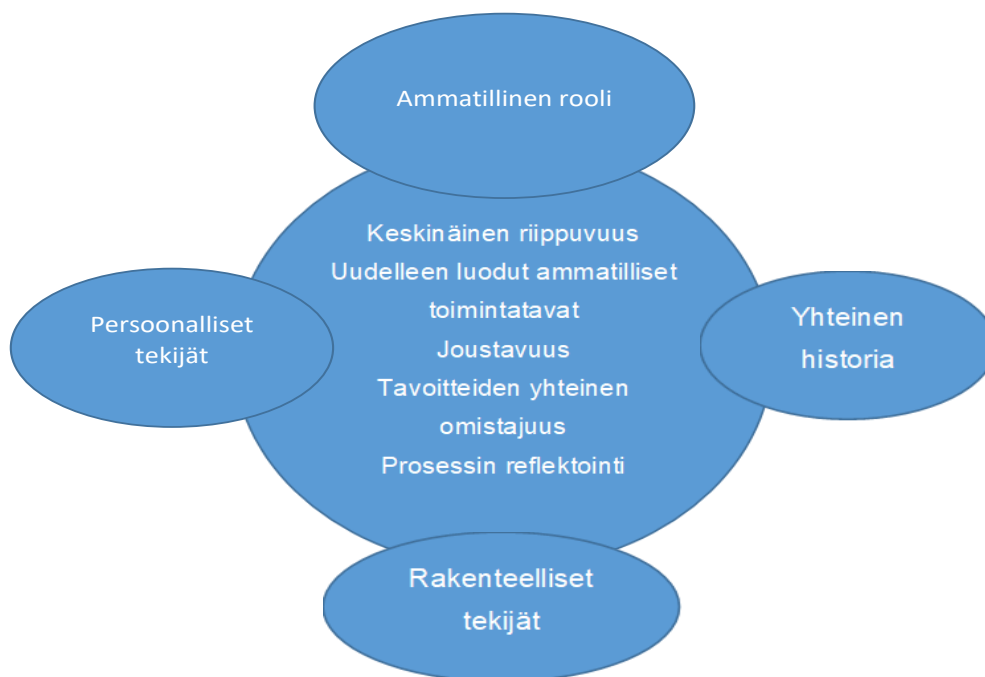 Ammatillinen rooli
Keskinäinen riippuvuus
Uudelleen luodut ammatilliset
toimintatavat
Joustavuus
Tavoitteiden yhteinen
omistajuus
Prosessin reflektointi
Persoonalliset
tekijät
Yhteinen
historia
Rakenteelliset
tekijät